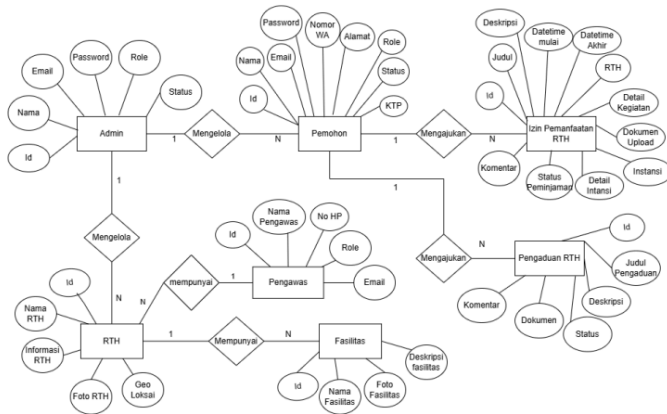 Email
Password
Role
Status
Nama
Id
Admin
1
Mengelola
N
Password
Nomor
WA
Alamat
Role
Email
Nama
Status
Id
KTP
Pemohon
1
Mengajukan
N
Deskripsi
Datetime
mulai
Datetime
Akhir
Judul
RTH
Id
Detail
Kegiatan
Dokumen
Upload
Izin Pemanfaatan
RTH
Instansi
Komentar
Status
Peminjaman
Detail
Intansi
1
Mengelola
N
1
Mengajukan
N
Pengaduan RTH
Id
Judul
Pengaduan
Deskripsi
Status
Dokumen
Komentar
Nama
Pengawas
No HP
Id
Role
Email
Pengawas
N
mempunyai
1
Id
Nama
RTH
Informasi
RTH
Foto RTH
Geo
Loksai
RTH
1
Mempunyai
N
Fasilitas
Id
Nama
Fasilitas
Foto
Fasilitas
Deskripsi
fasilitas